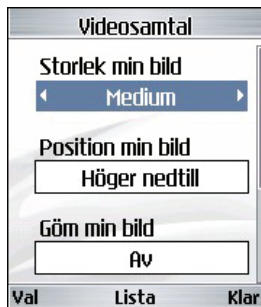 Videosamtal
Storlek min bild
Medium
Position min bild
Höger nedtill
Göm min bild
Av
Val Lista Klar